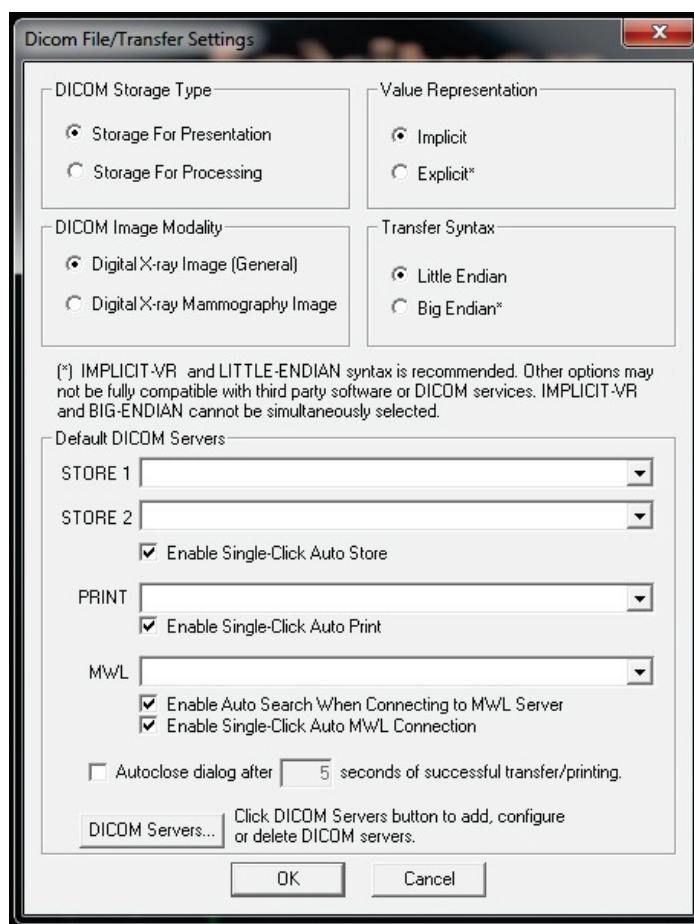 Dicom File/Transfer Settings
DICOM Storage Type
Storage For Presentation
Storage For Processing
Value Representation
Implicit
Explicit*
DICOM Image Modality
Digital X-ray Image (General)
Digital X-ray Mammography Image
Transfer Syntax
Little Endian
Big Endian*
(*) IMPLICIT-VR and LITTLE-ENDIAN syntax is recommended. Other options may
not be fully compatible with third party software or DICOM services. IMPLICIT-VR
and BIG-ENDIAN cannot be simultaneously selected.
Default DICOM Servers
STORE 1
STORE 2
Enable Single-Click Auto Store
PRINT
Enable Single-Click Auto Print
MWL
Enable Auto Search When Connecting to MWL Server
Enable Single-Click Auto MWL Connection
Autoclose dialog after 5 seconds of successful transfer/printing.
DICOM Servers...
Click DICOM Servers button to add, configure
or delete DICOM servers.
OK
Cancel